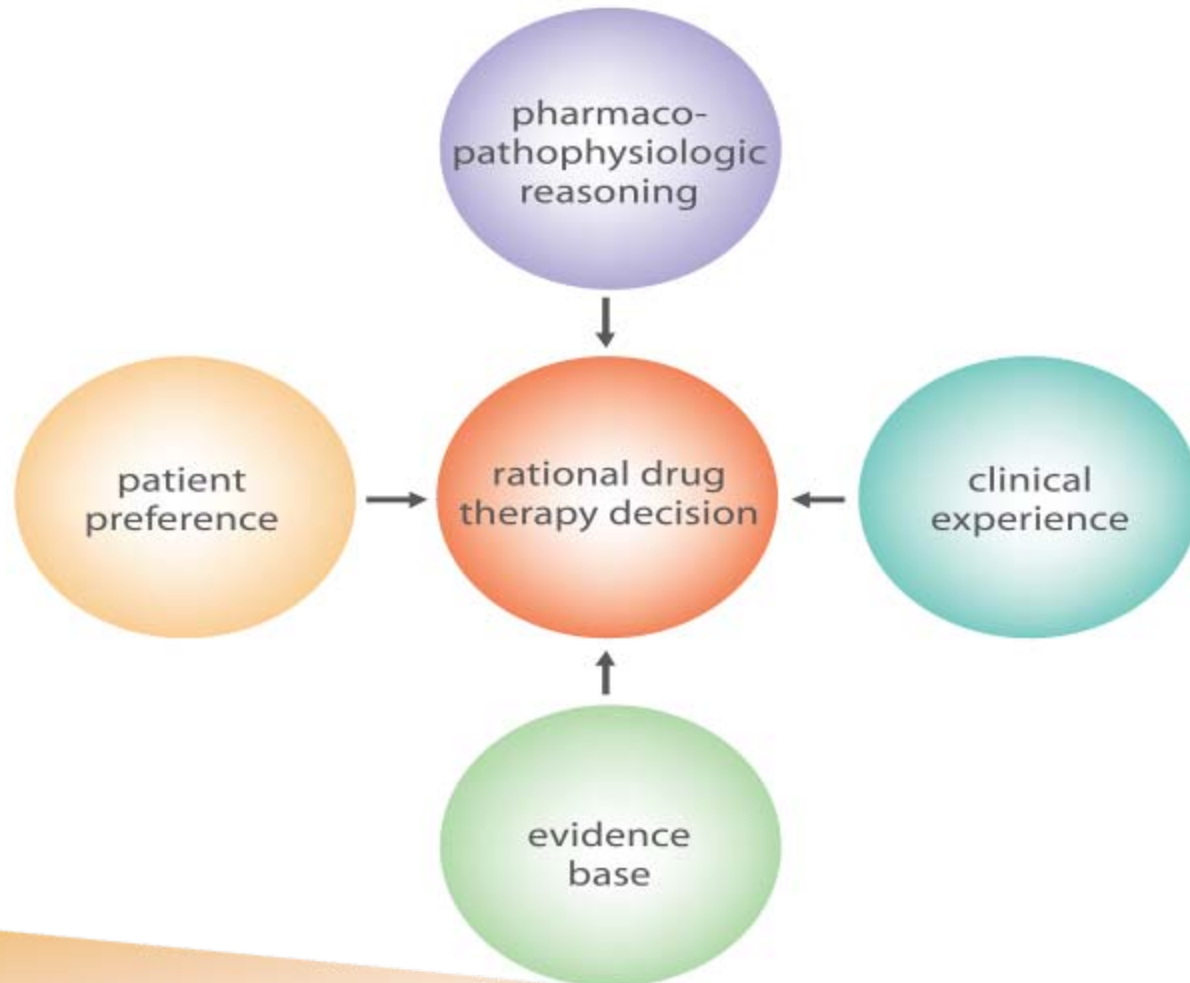 pharmaco-
pathophysiologic
reasoning
patient
preference
rational drug
therapy decision
clinical
experience
evidence
base